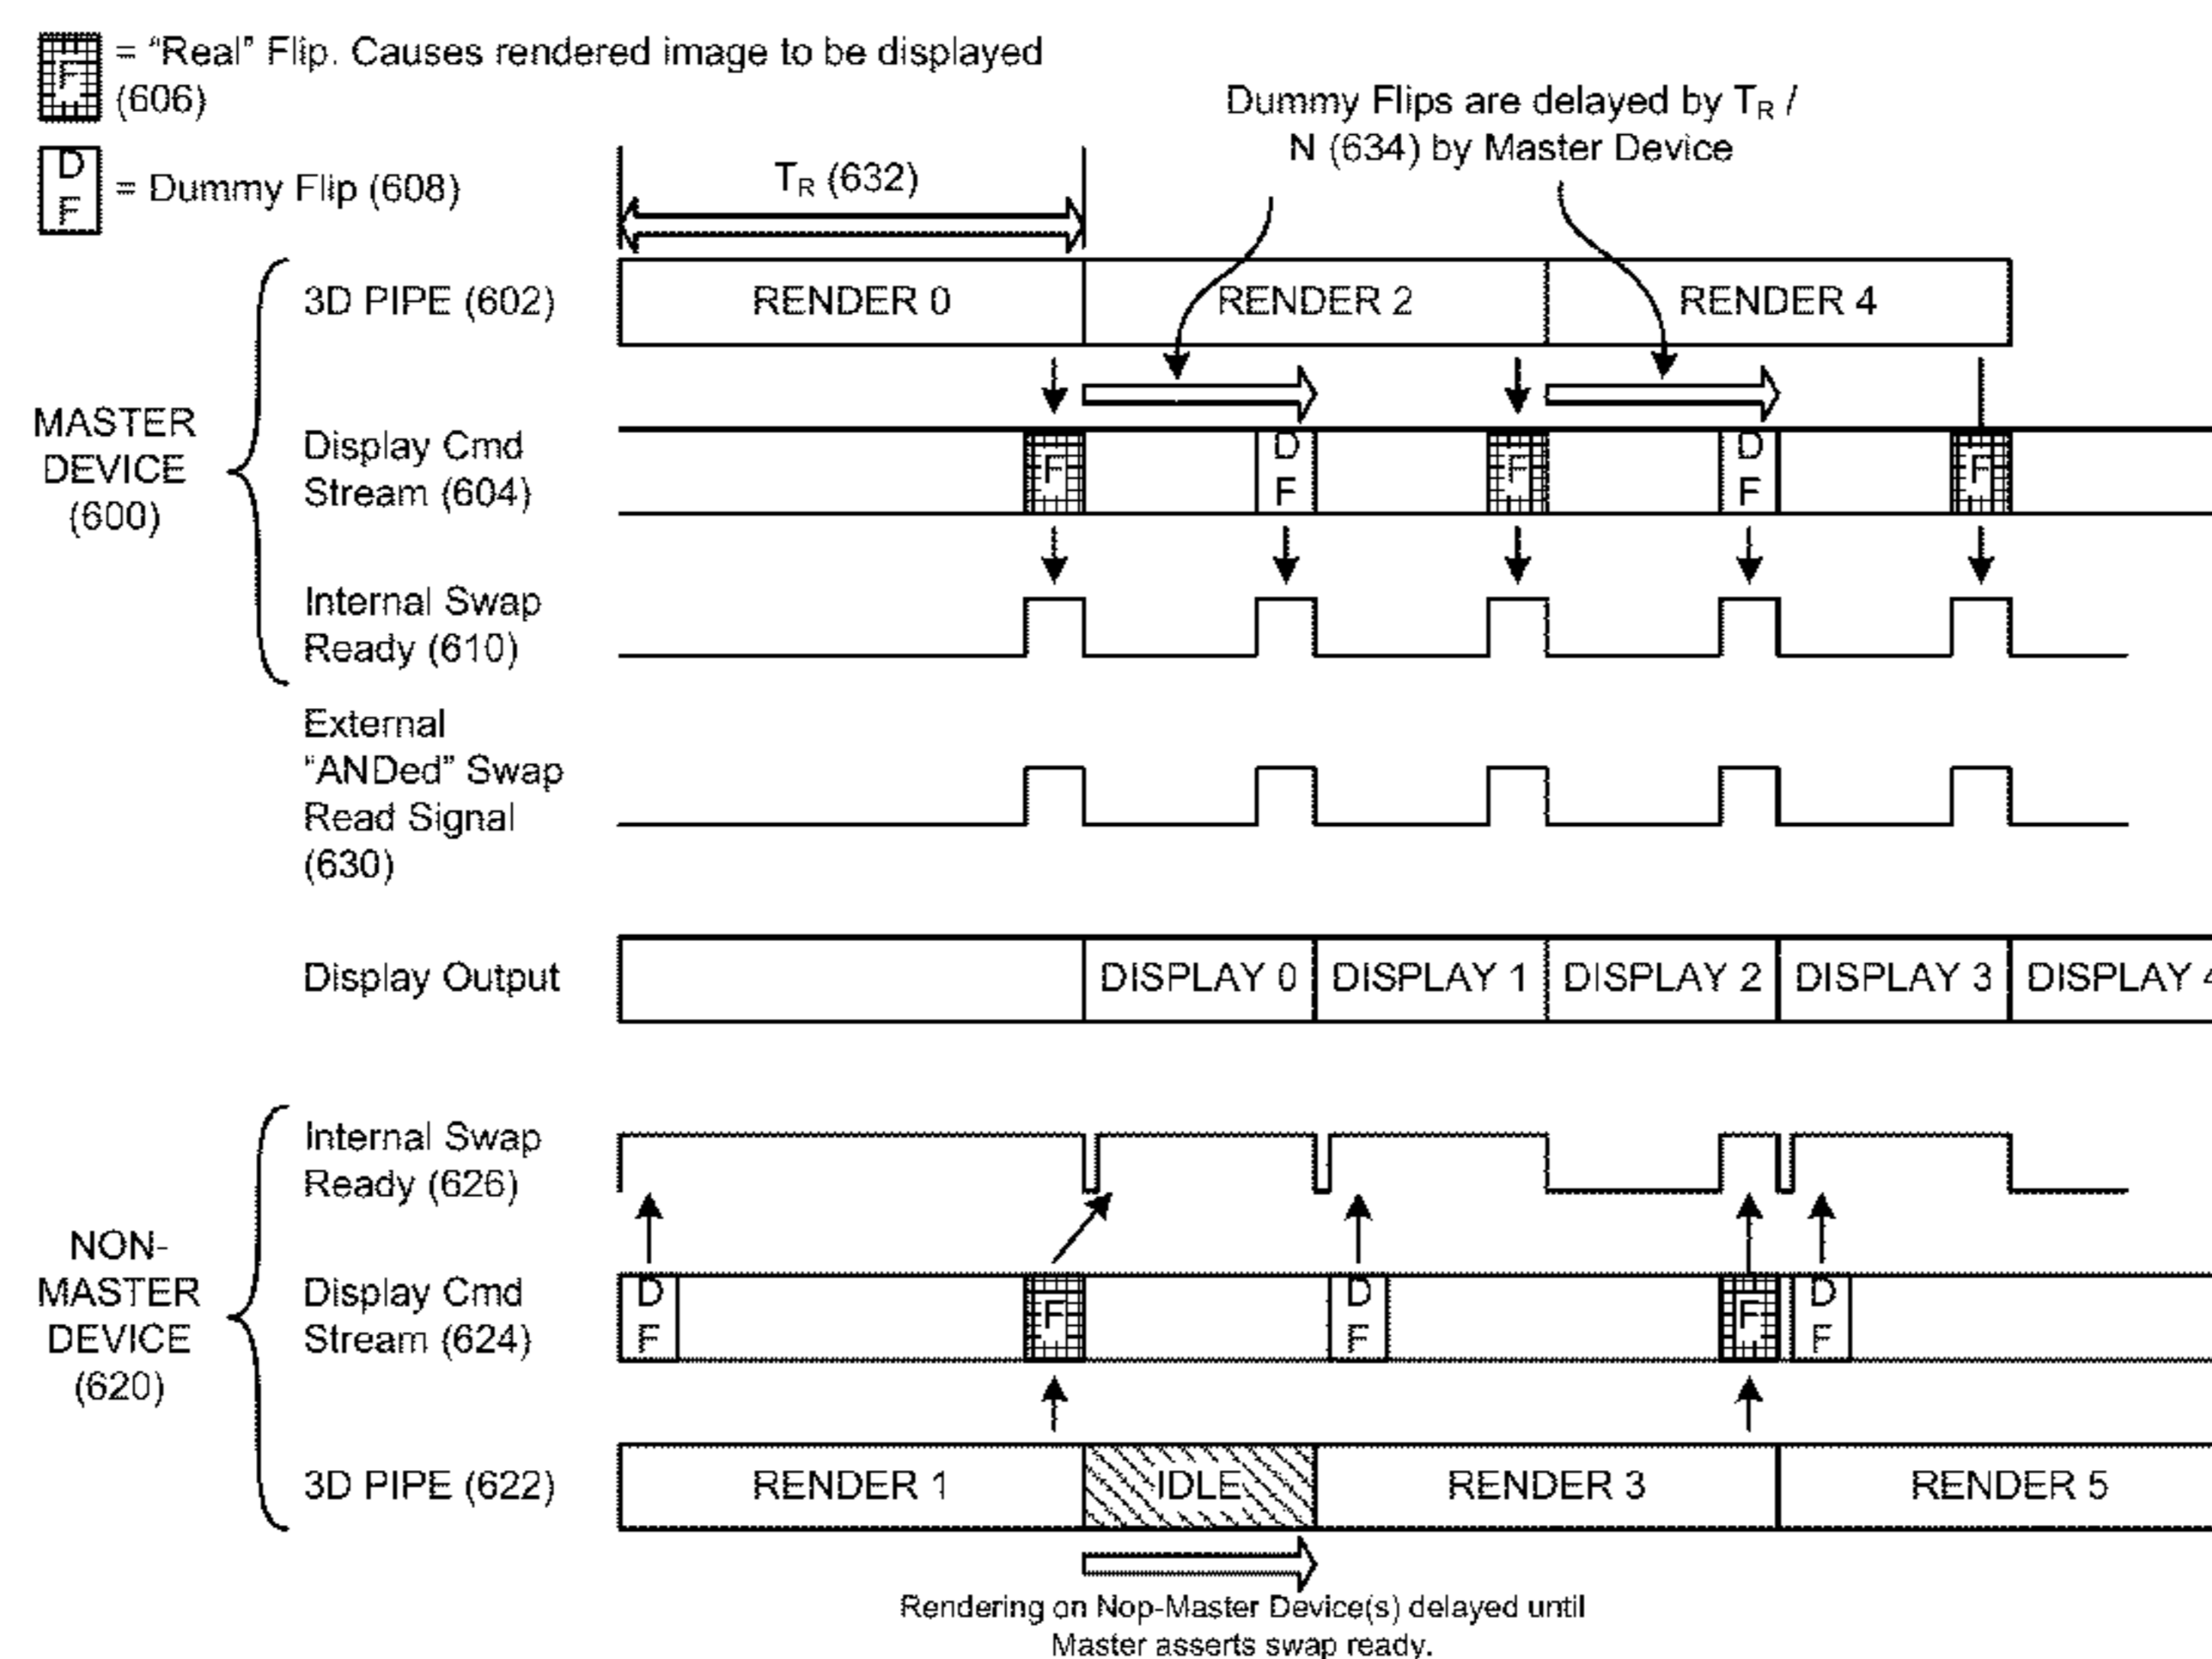 F = "Real" Flip. Causes rendered image to be displayed
(606)
D
F = Dummy Flip (608)
Dummy Flips are delayed by TR /
N (634) by Master Device
TR (632)
MASTER
DEVICE
(600)
3D PIPE (602)
RENDER 0
RENDER 2
RENDER 4
Display Cmd
Stream (604)
F
D
F
F
D
F
F
Internal Swap
Ready (610)
External
"ANDed" Swap
Read Signal
(630)
Display Output
DISPLAY 0
DISPLAY 1
DISPLAY 2
DISPLAY 3
DISPLAY 4
NON-
MASTER
DEVICE
(620)
Internal Swap
Ready (626)
Display Cmd
Stream (624)
D
F
F
D
F
F
D
F
3D PIPE (622)
RENDER 1
IDLE
RENDER 3
RENDER 5
Rendering on Nop-Master Device(s) delayed until
Master asserts swap ready.